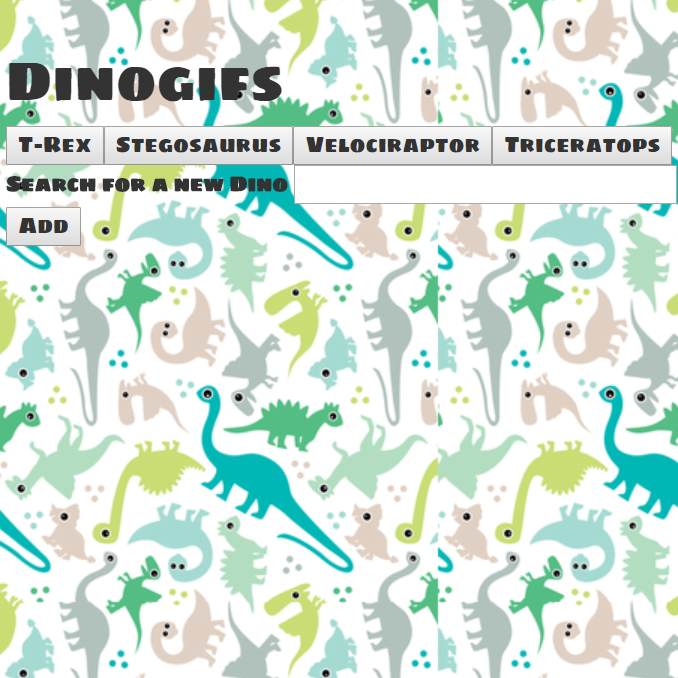 Dinogifs
T-Rex Stegosaurus Velociraptor Triceratops
Search for a new Dino
Add